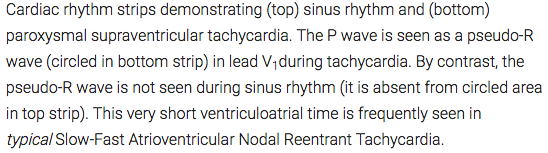 Cardiac rhythm strips demonstrating (top) sinus rhythm and (bottom)
paroxysmal supraventricular tachycardia. The P wave is seen as a pseudo-R
wave (circled in bottom strip) in lead V1during tachycardia. By contrast, the
pseudo-R wave is not seen during sinus rhythm (it is absent from circled area
in top strip). This very short ventriculoatrial time is frequently seen in
typical Slow-Fast Atrioventricular Nodal Reentrant Tachycardia.